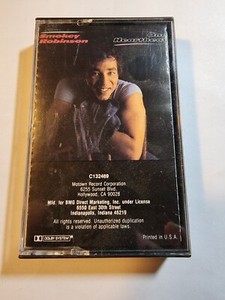 Smokey
Robinson
One
Heartbeat
C132469
Motown Record Corporation
6255 Sunset Blvd.
Hollywood, CA 90028
Mfd. for BMG Direct Marketing, Inc. under License
6550 East 30th Street
Indianapolis, Indiana 46219
All rights reserved. Unauthorized duplication
is a violation of applicable laws.
DOLBY SYSTEM
Printed in U.S.A.